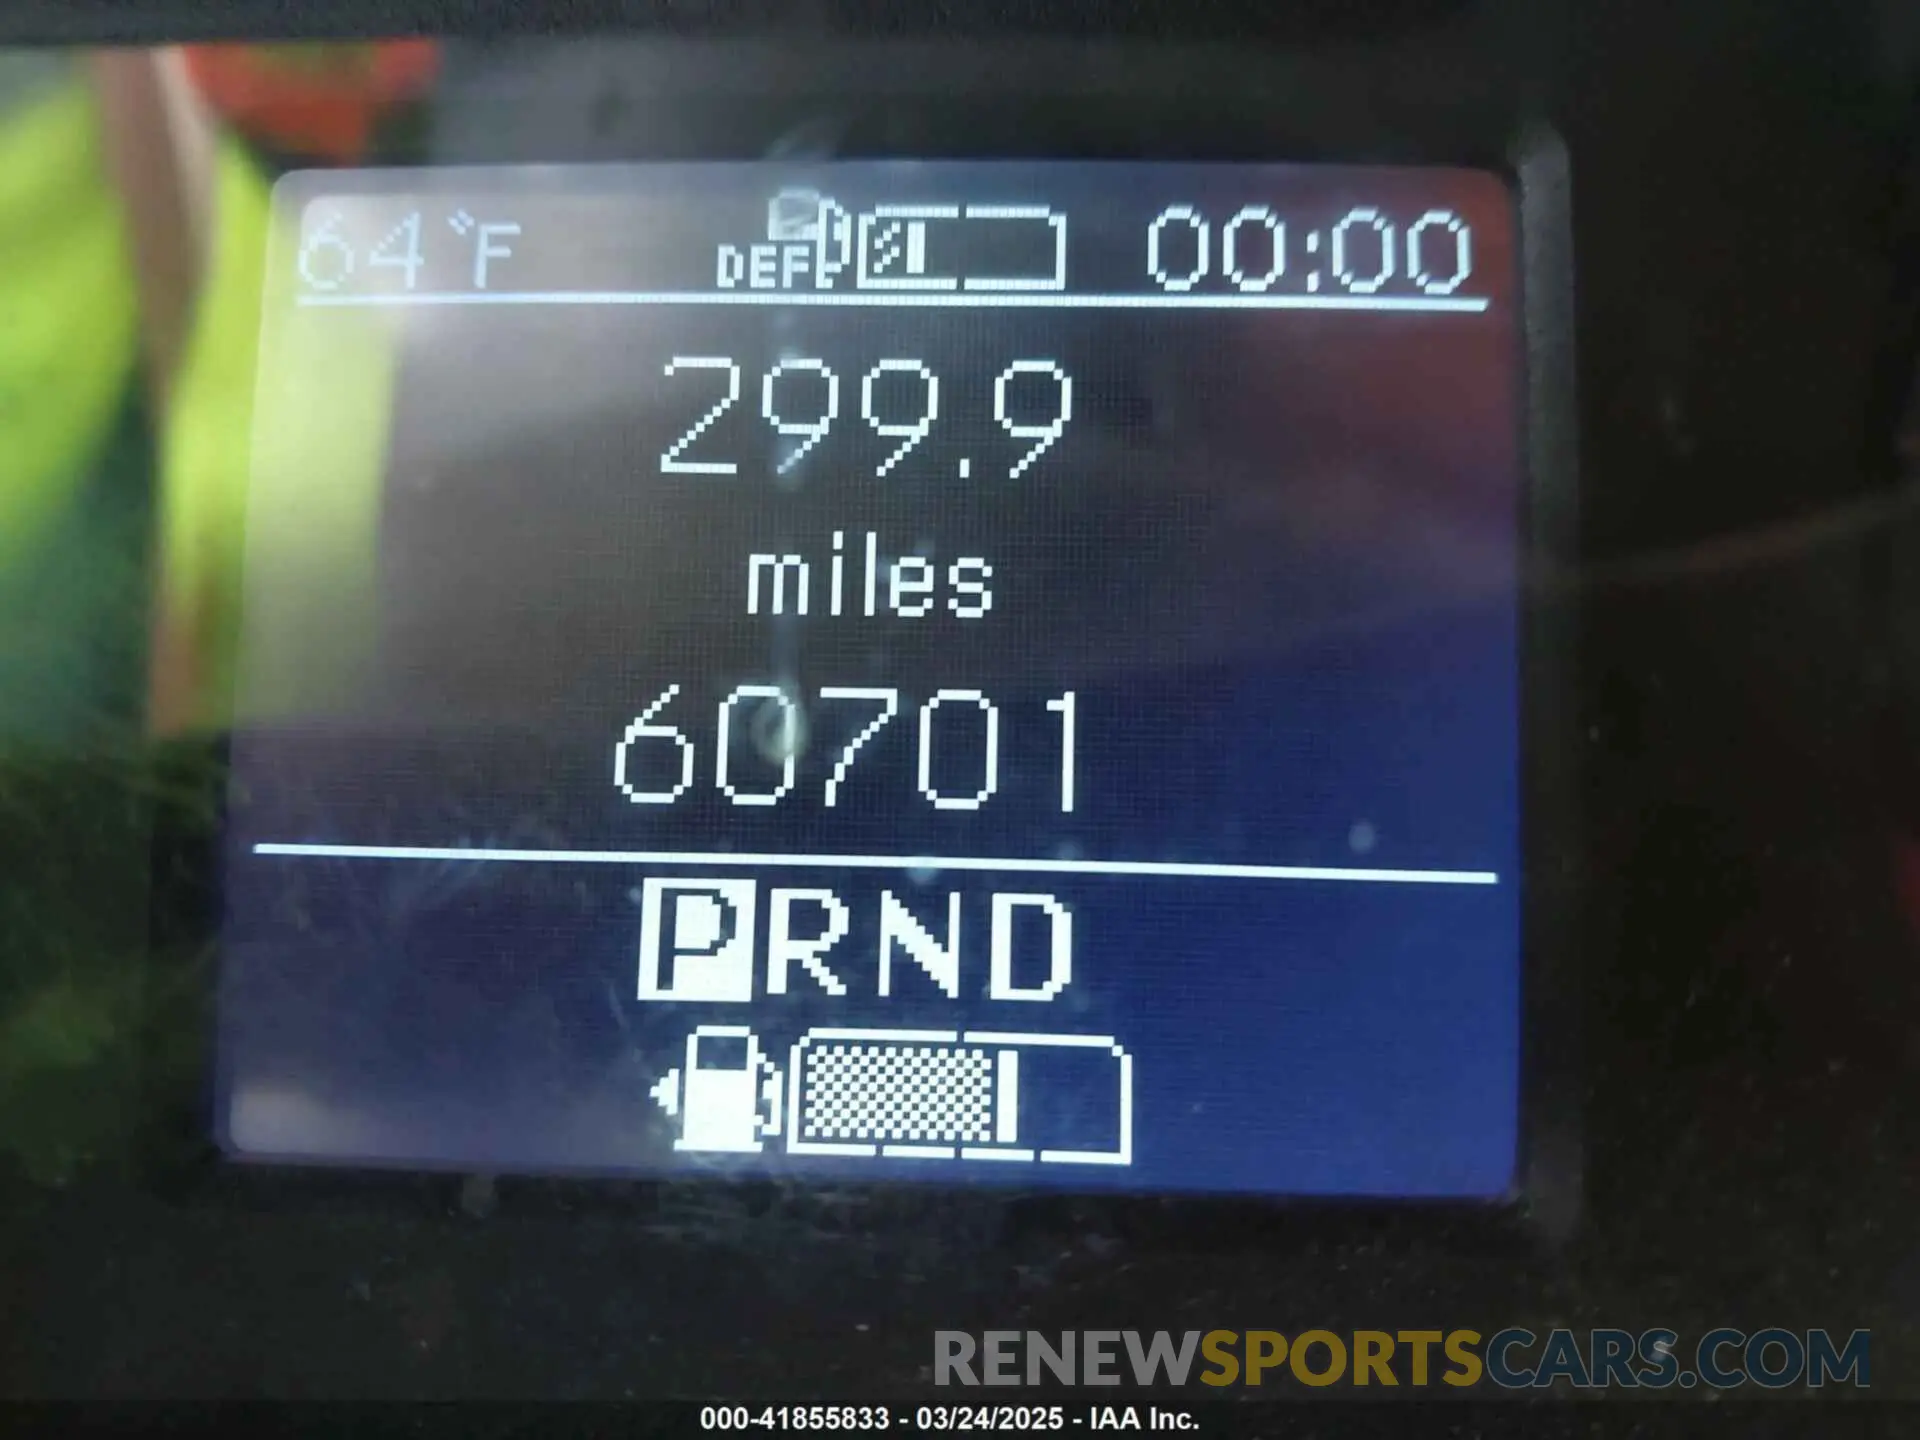 64°F DEF 00:00
299.9
miles
60701
PRND
RENEWSPORTSCARS.COM
000-41855833 - 03/24/2025 - IAA Inc.